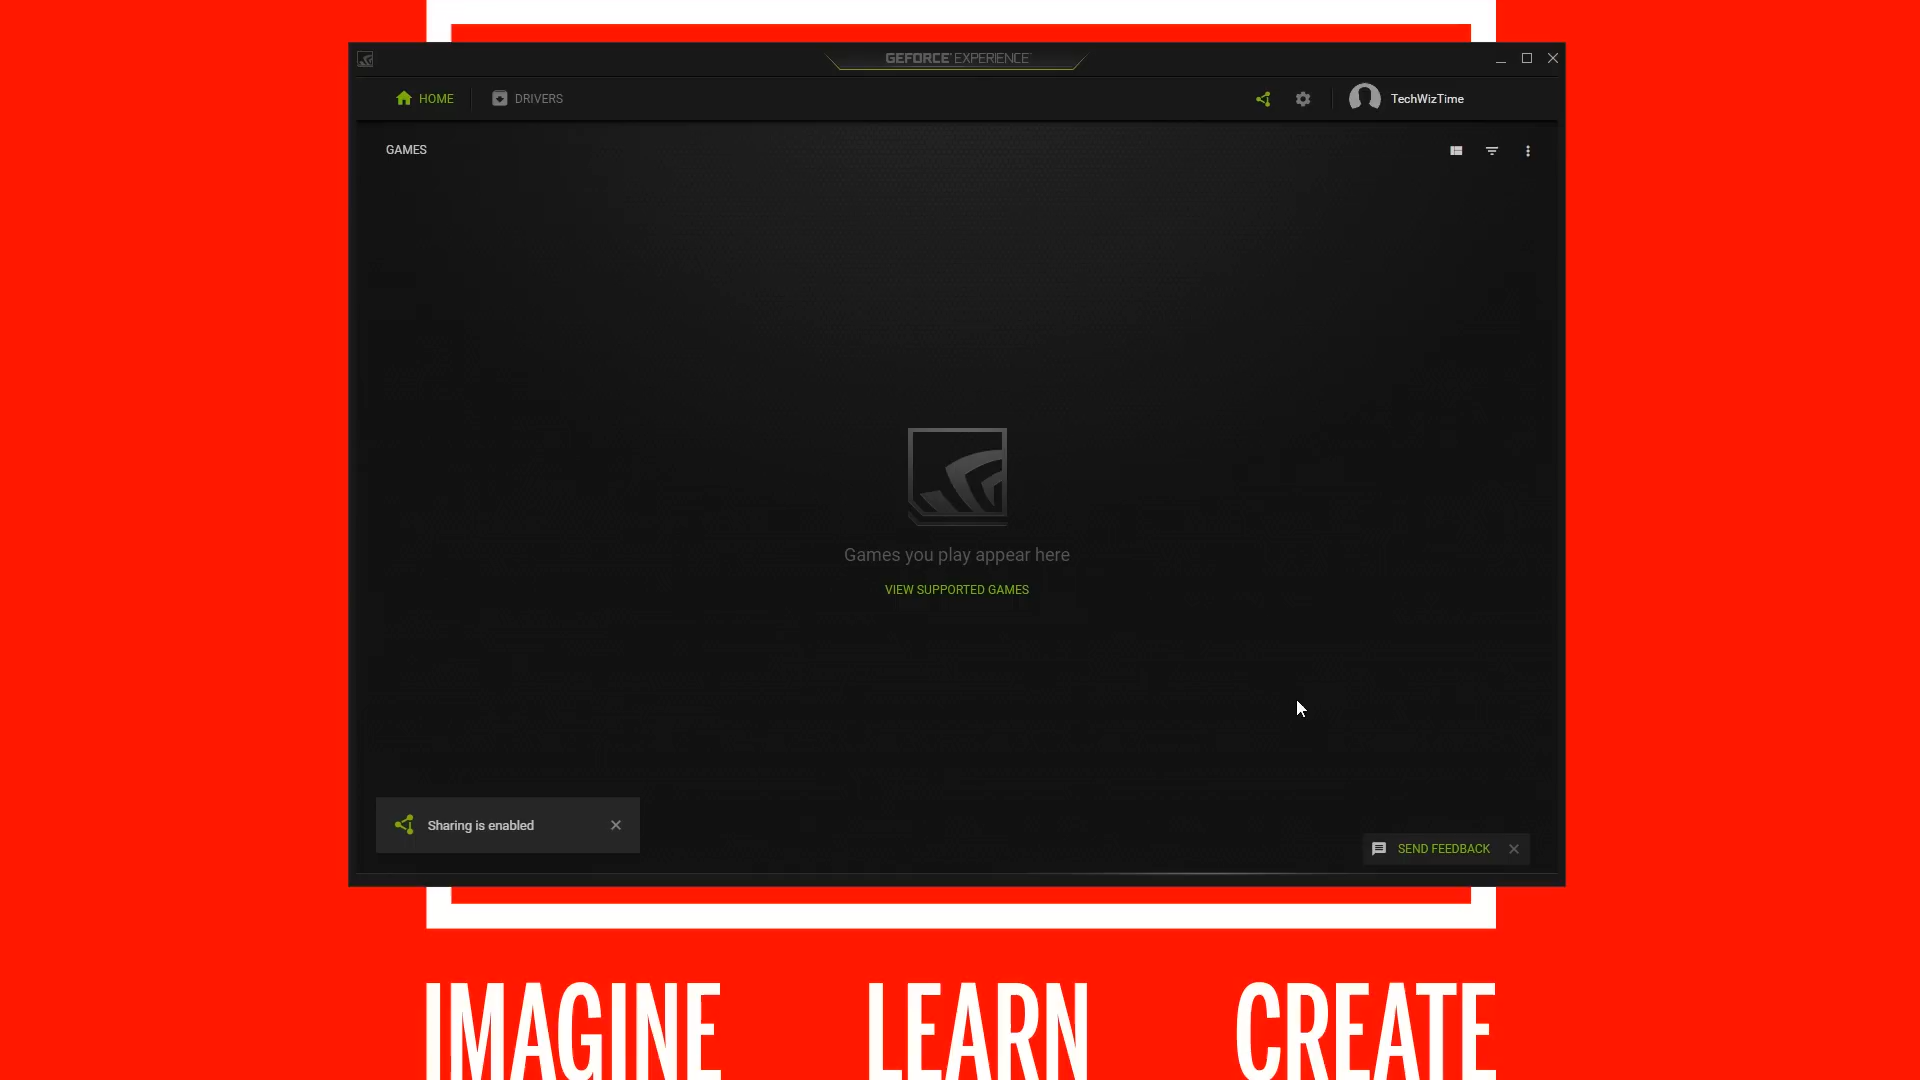 GEFORCE EXPERIENCE
HOME
DRIVERS
TechWizTime
GAMES
Games you play appear here
VIEW SUPPORTED GAMES
Sharing is enabled
SEND FEEDBACK
IMAGINE LEARN CREATE